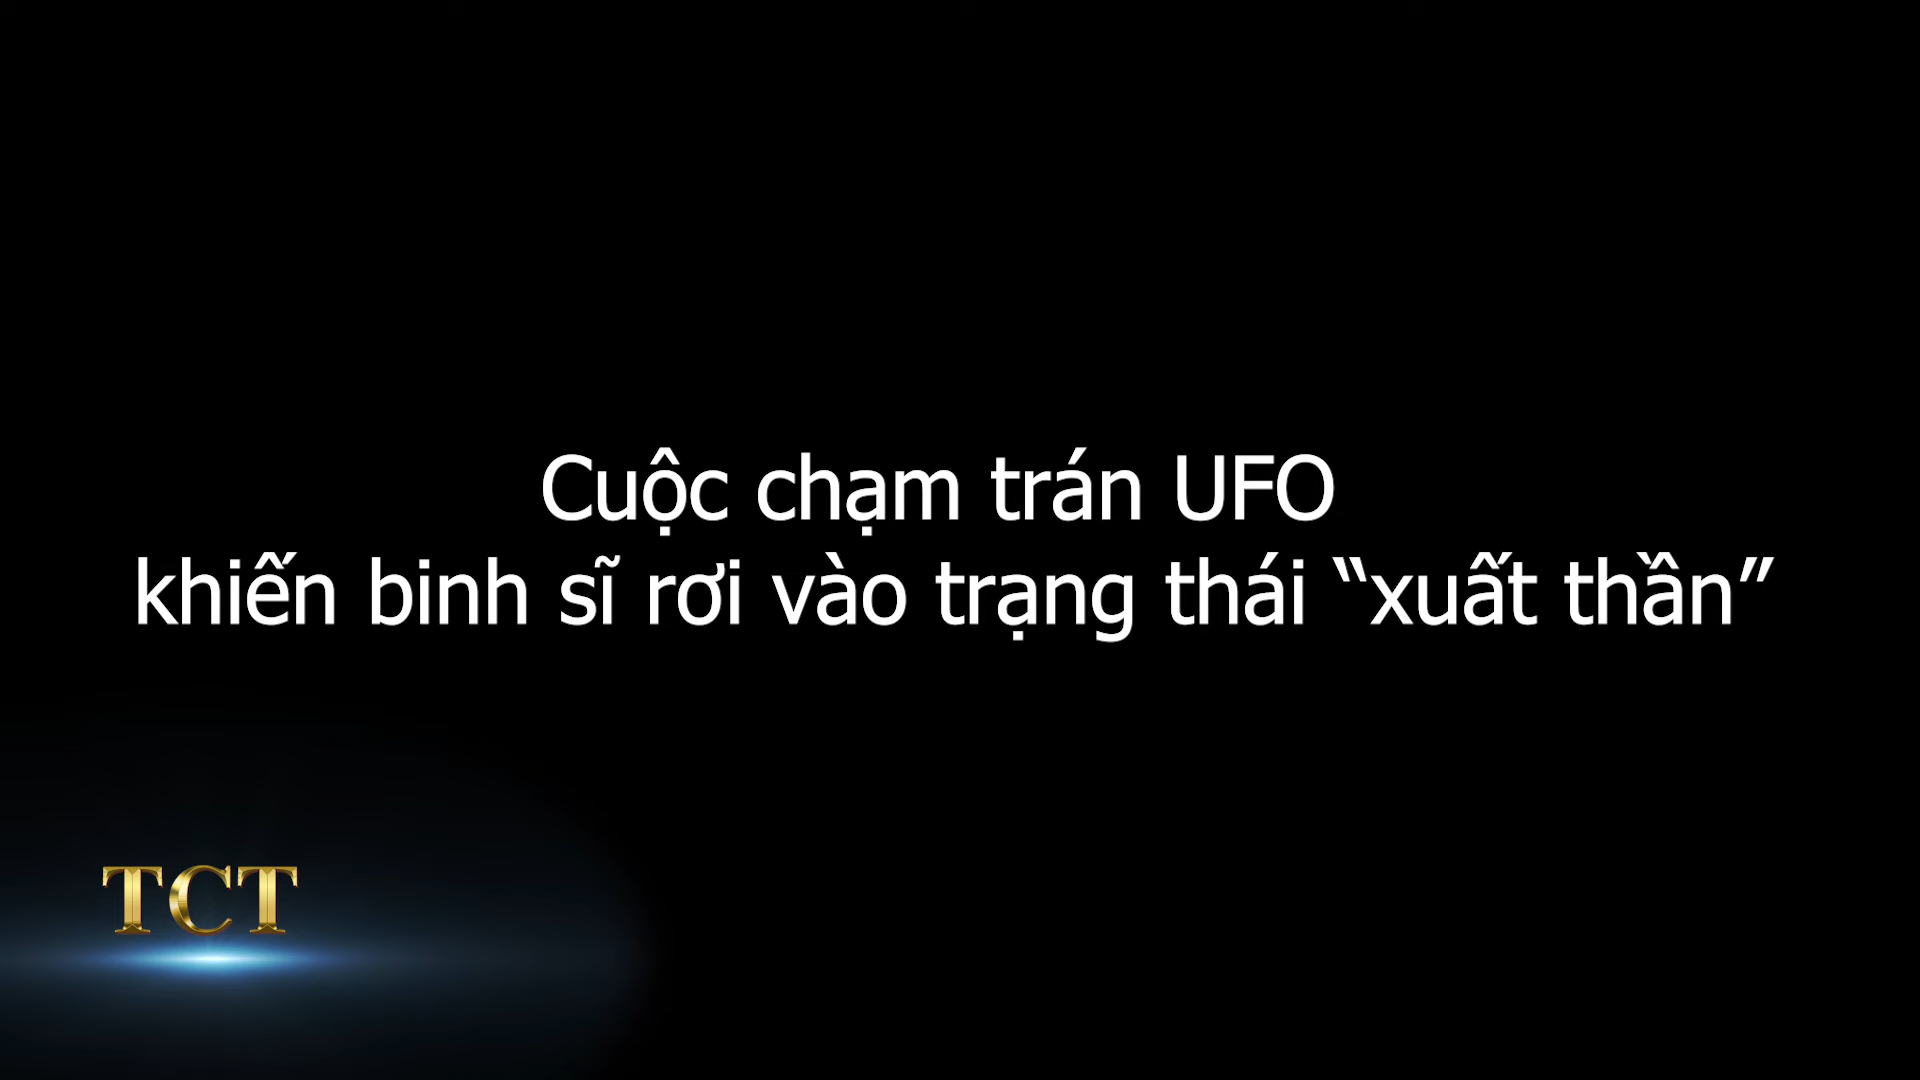 Cuộc chạm trán UFO
khiến binh sĩ rơi vào trạng thái “xuất thần”
TCT